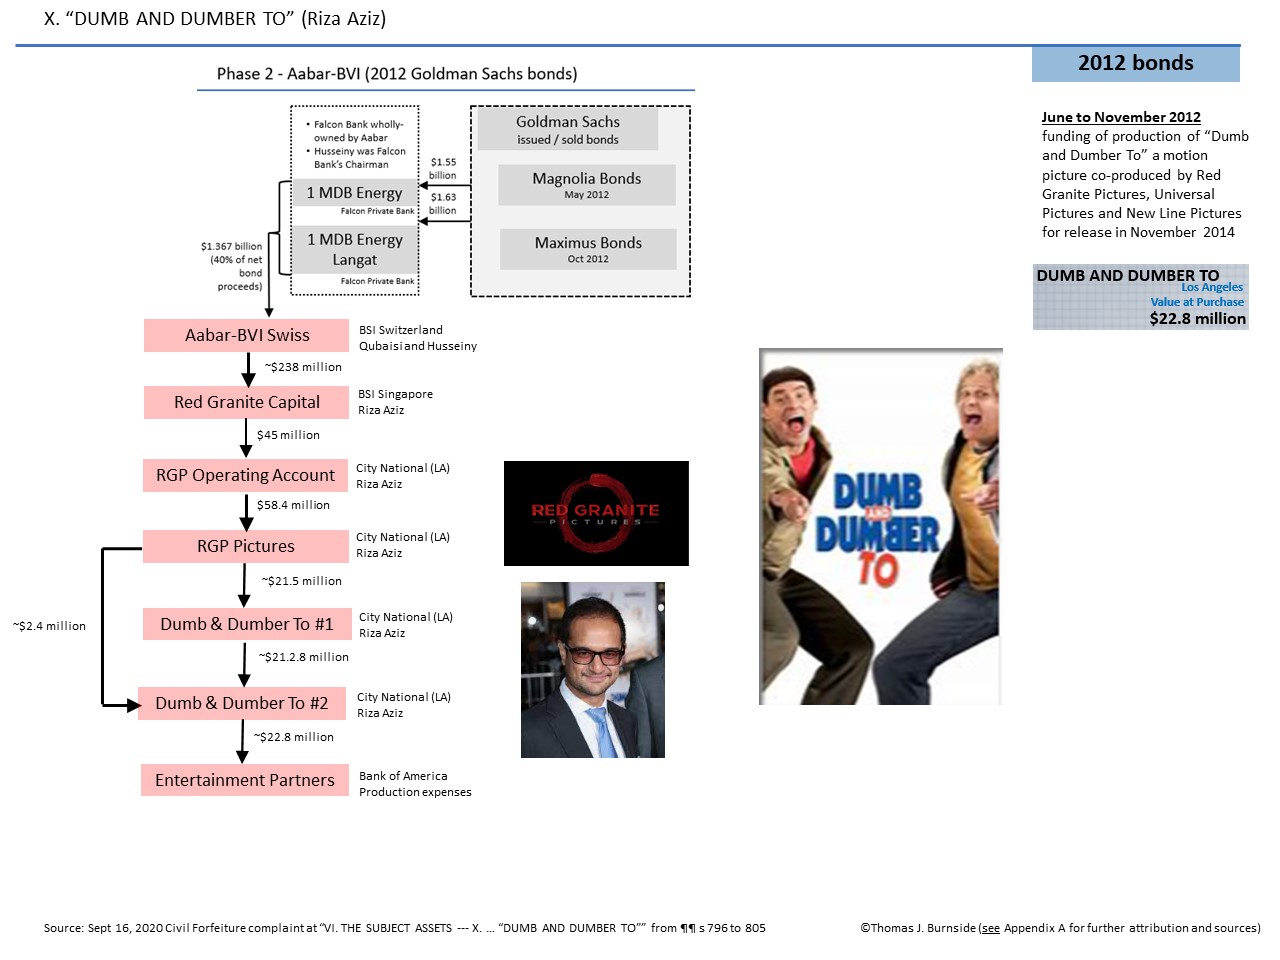 X. “DUMB AND DUMBER TO” (Riza Aziz)
Phase 2 - Aabar-BVI (2012 Goldman Sachs bonds)
2012 bonds
• Falcon Bank wholly-
owned by Aabar
• Husseiny was Falcon
Bank’s Chairman
1 MDB Energy
Falcon Private Bank
1 MDB Energy
Langat
Falcon Private Bank
$1.55
billion
$1.63
billion
Goldman Sachs
issued / sold bonds
Magnolia Bonds
May 2012
Maximus Bonds
Oct 2012
$1.367 billion
(40% of net
bond
proceeds)
June to November 2012
funding of production of “Dumb
and Dumber To” a motion
picture co-produced by Red
Granite Pictures, Universal
Pictures and New Line Pictures
for release in November 2014
DUMB AND DUMBER TO
Los Angeles
Value at Purchase
$22.8 million
Aabar-BVI Swiss
BSI Switzerland
Qubaisi and Husseiny
~$238 million
Red Granite Capital
BSI Singapore
Riza Aziz
$45 million
RGP Operating Account
City National (LA)
Riza Aziz
$58.4 million
RGP Pictures
City National (LA)
Riza Aziz
~$21.5 million
Dumb & Dumber To #1
City National (LA)
Riza Aziz
~$2.4 million
~$21.2.8 million
Dumb & Dumber To #2
City National (LA)
Riza Aziz
~$22.8 million
Entertainment Partners
Bank of America
Production expenses
RED GRANITE
PICTURES
DUMB
AND
DUMBER
TO
Source: Sept 16, 2020 Civil Forfeiture complaint at “VI. THE SUBJECT ASSETS --- X. … “DUMB AND DUMBER TO”” from ¶¶ s 796 to 805
©Thomas J. Burnside (see Appendix A for further attribution and sources)